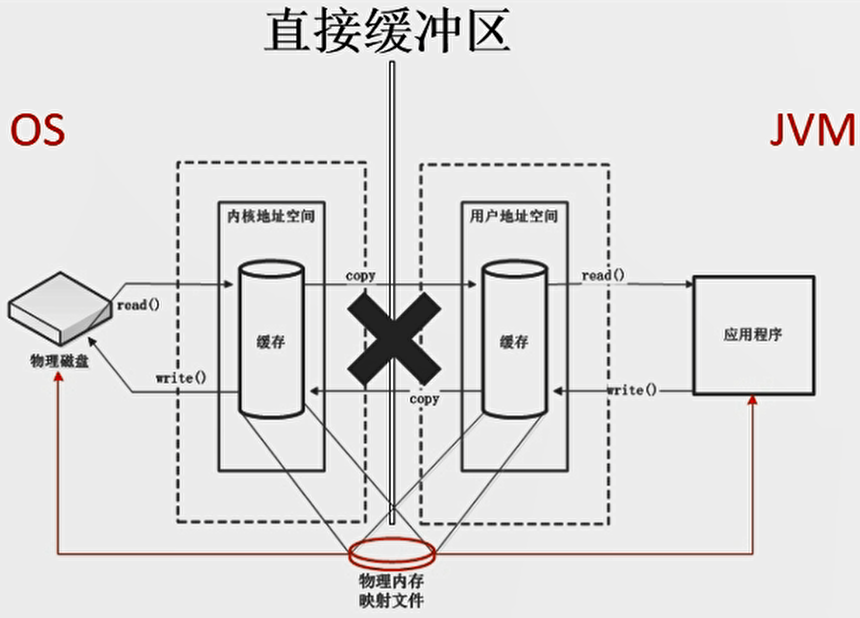 直接缓冲区
OS
JVM
内核地址空间
用户地址空间
copy
read()
read()
缓存
缓存
应用程序
物理磁盘
write()
copy
write()
物理内存
映射文件